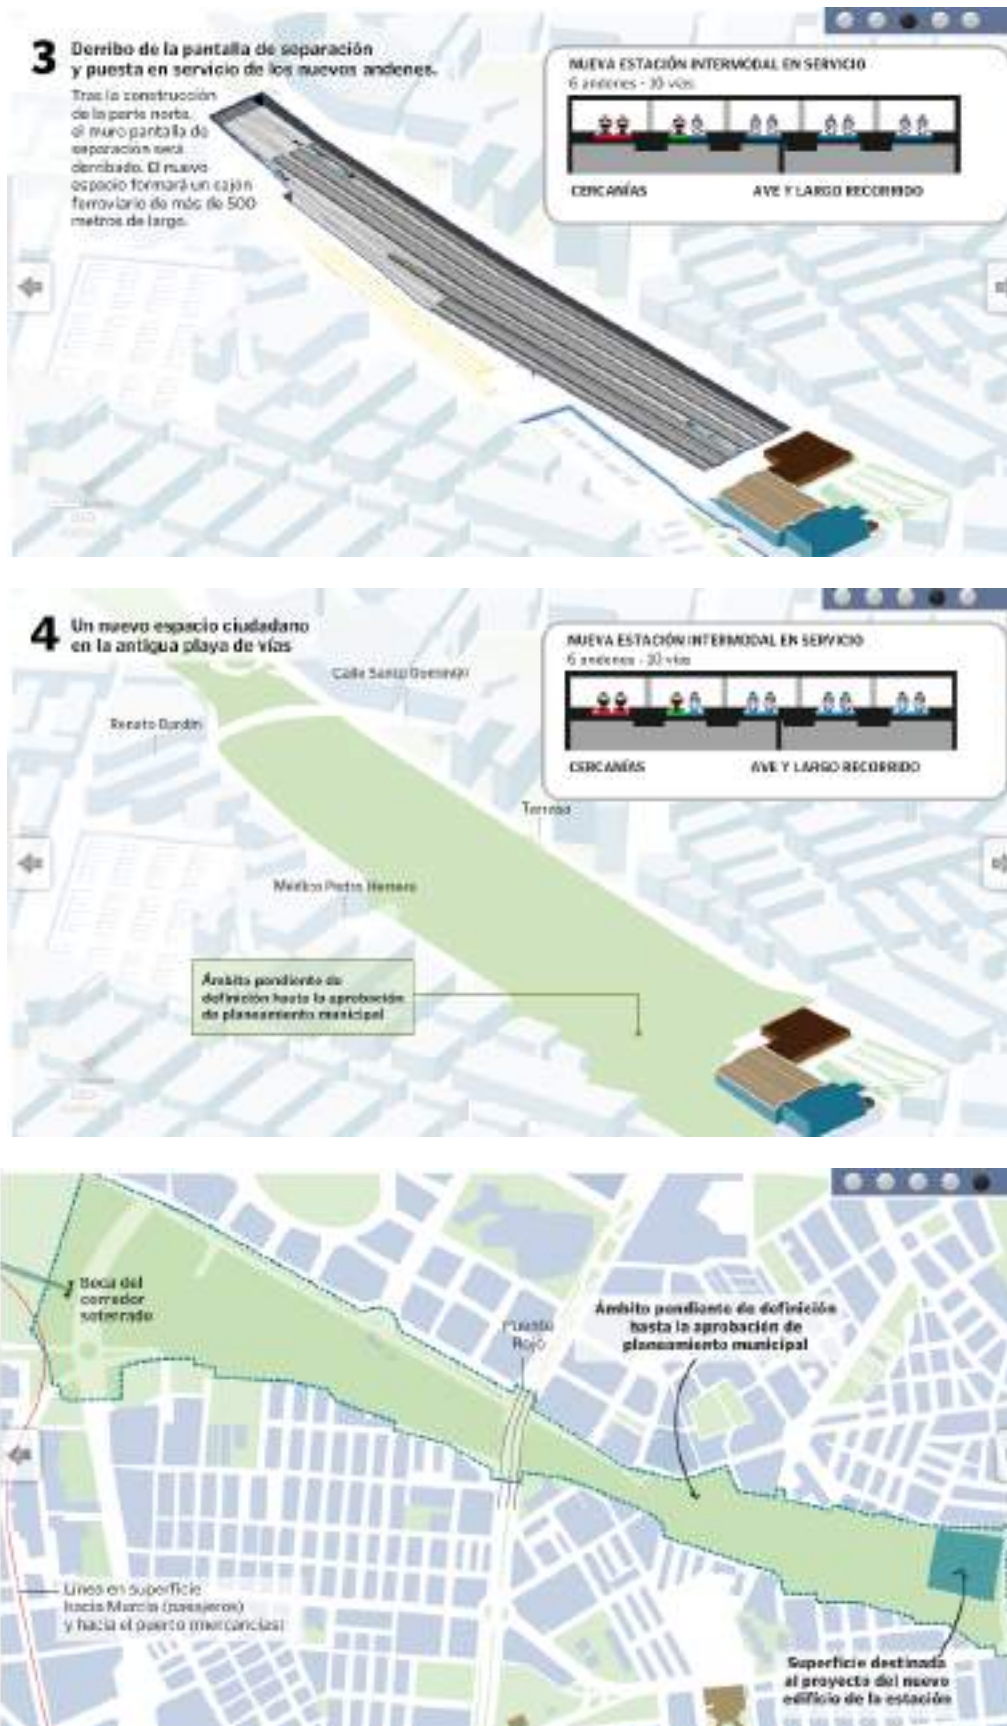 3 Derribo de la pantalla de separación
y puesta en servicio de los nuevos andenes.
Tras la construcción
de la parte norte,
el muro pantalla de
separación será
derribado. El nuevo
espacio formará un cajón
ferroviario de más de 500
metros de largo.
NUEVA ESTACIÓN INTERMODAL EN SERVICIO
6 andenes - 10 vías
CERCANÍAS
AVE Y LARGO RECORRIDO
4 Un nuevo espacio ciudadano
en la antigua playa de vías
NUEVA ESTACIÓN INTERMODAL EN SERVICIO
6 andenes - 10 vías
CERCANÍAS
AVE Y LARGO RECORRIDO
Calle Santo Domingo
Renato Bardín
Médico Pedro Herrero
Ámbito pendiente de
definición hasta la aprobación
de planeamiento municipal
Boca del
corredor
soterrado
Puente
Rojo
Ámbito pendiente de definición
hasta la aprobación de
planeamiento municipal
Línea en superficie
hacia Murcia (pasajeros)
y hacia el puerto (mercancías)
Superficie destinada
al proyecto del nuevo
edificio de la estación